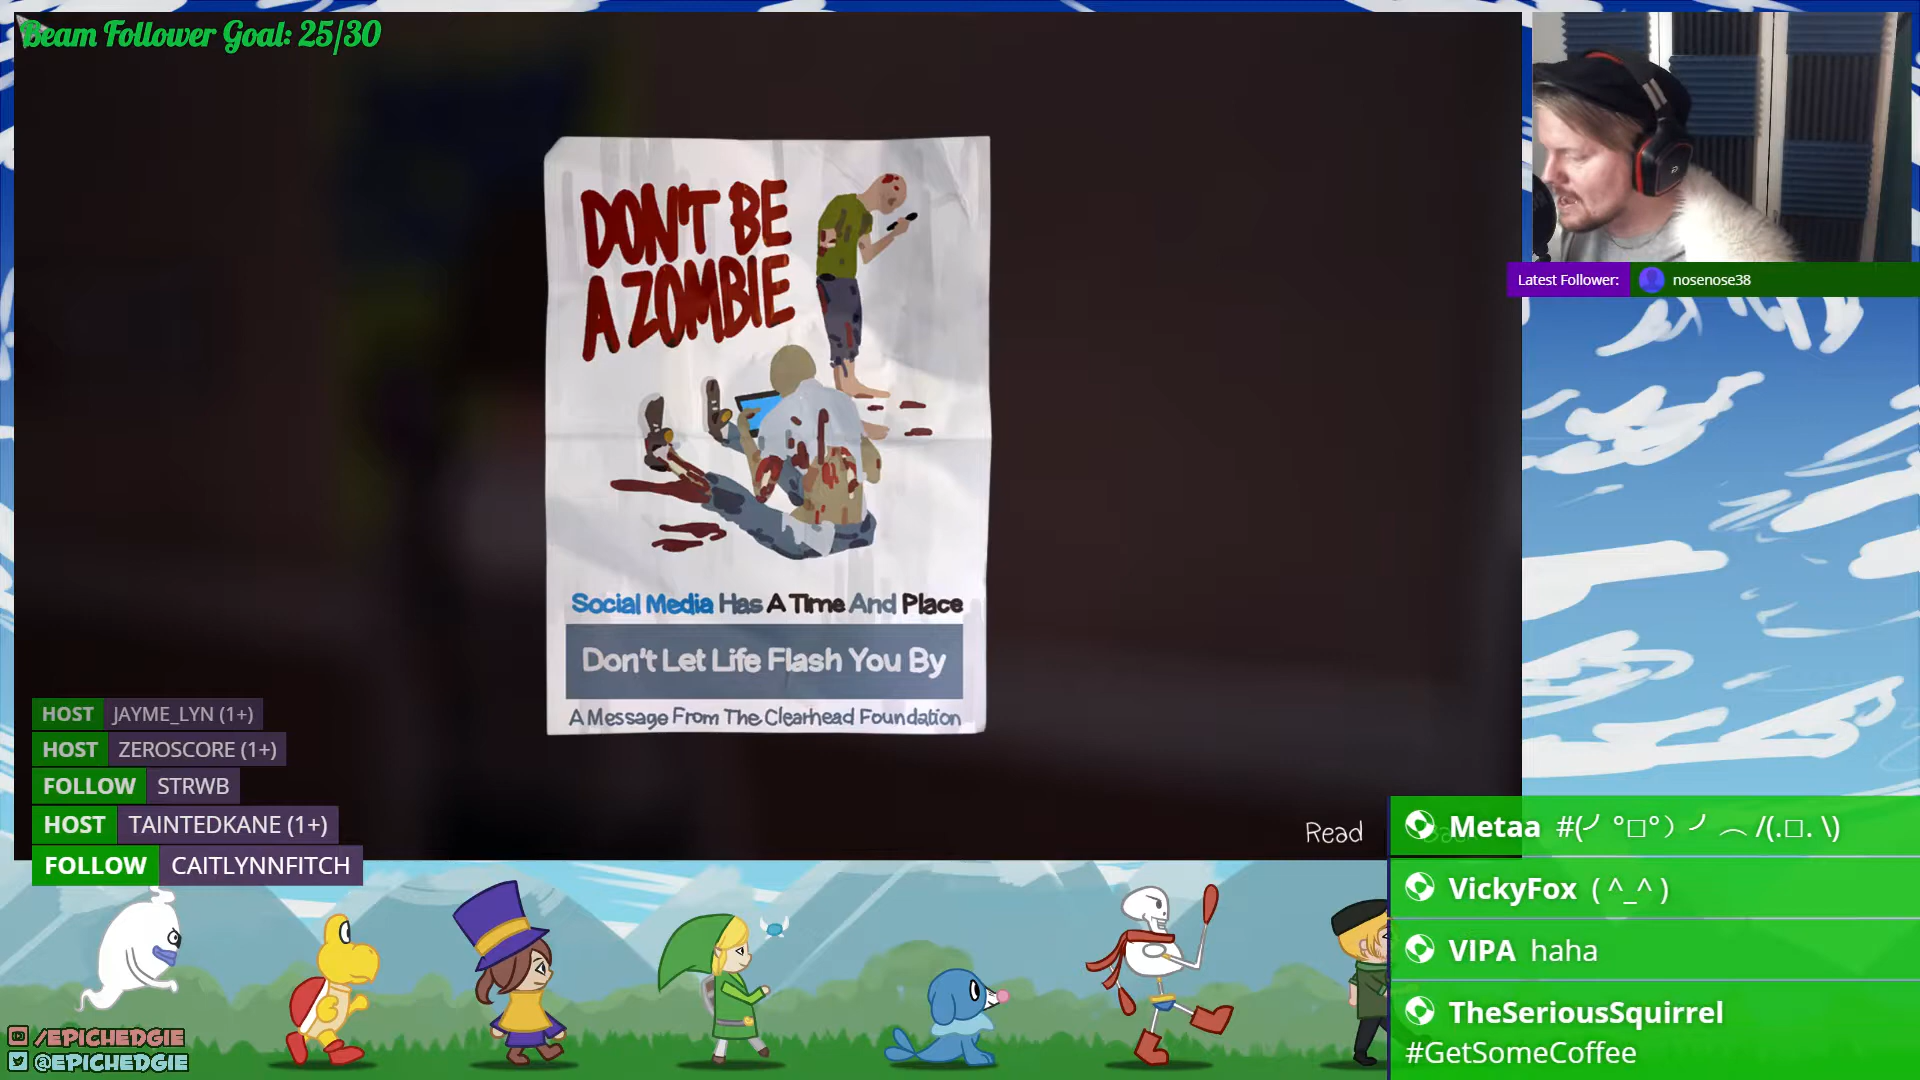 Beam Follower Goal: 25/30
DON'T BE
A ZOMBIE
Social Media Has A Time And Place
Don't Let Life Flash You By
A Message From The Clearhead Foundation
Read
Latest Follower: nosenose38
HOST JAYME_LYN (1+)
HOST ZEROSCORE (1+)
FOLLOW STRWB
HOST TAINTEDKANE (1+)
FOLLOW CAITLYNNFITCH
Metaa #(╯°□°）╯︵ /(.□. \)
VickyFox ( ^_^ )
VIPA haha
TheSeriousSquirrel
#GetSomeCoffee
/EPICHEDGIE
@EPICHEDGIE